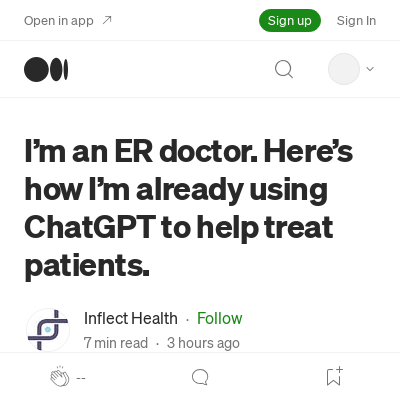 Open in app
Sign up
Sign In
I’m an ER doctor. Here’s
how I’m already using
ChatGPT to help treat
patients.
Inflect Health · Follow
7 min read · 3 hours ago
--